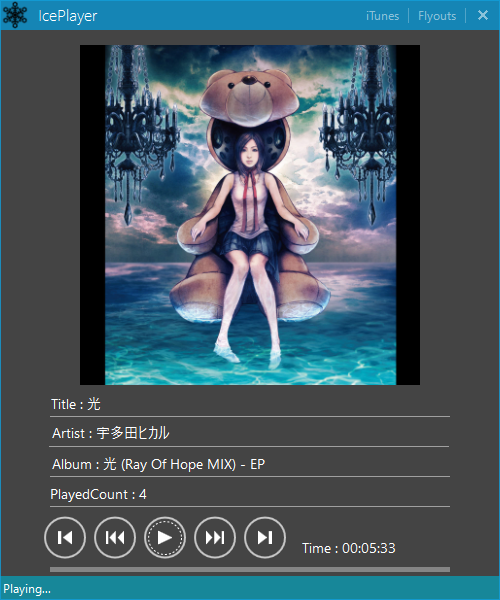 IcePlayer
iTunes
Flyouts
Title : 光
Artist : 宇多田ヒカル
Album : 光 (Ray Of Hope MIX) - EP
PlayedCount : 4
Time : 00:05:33
Playing...